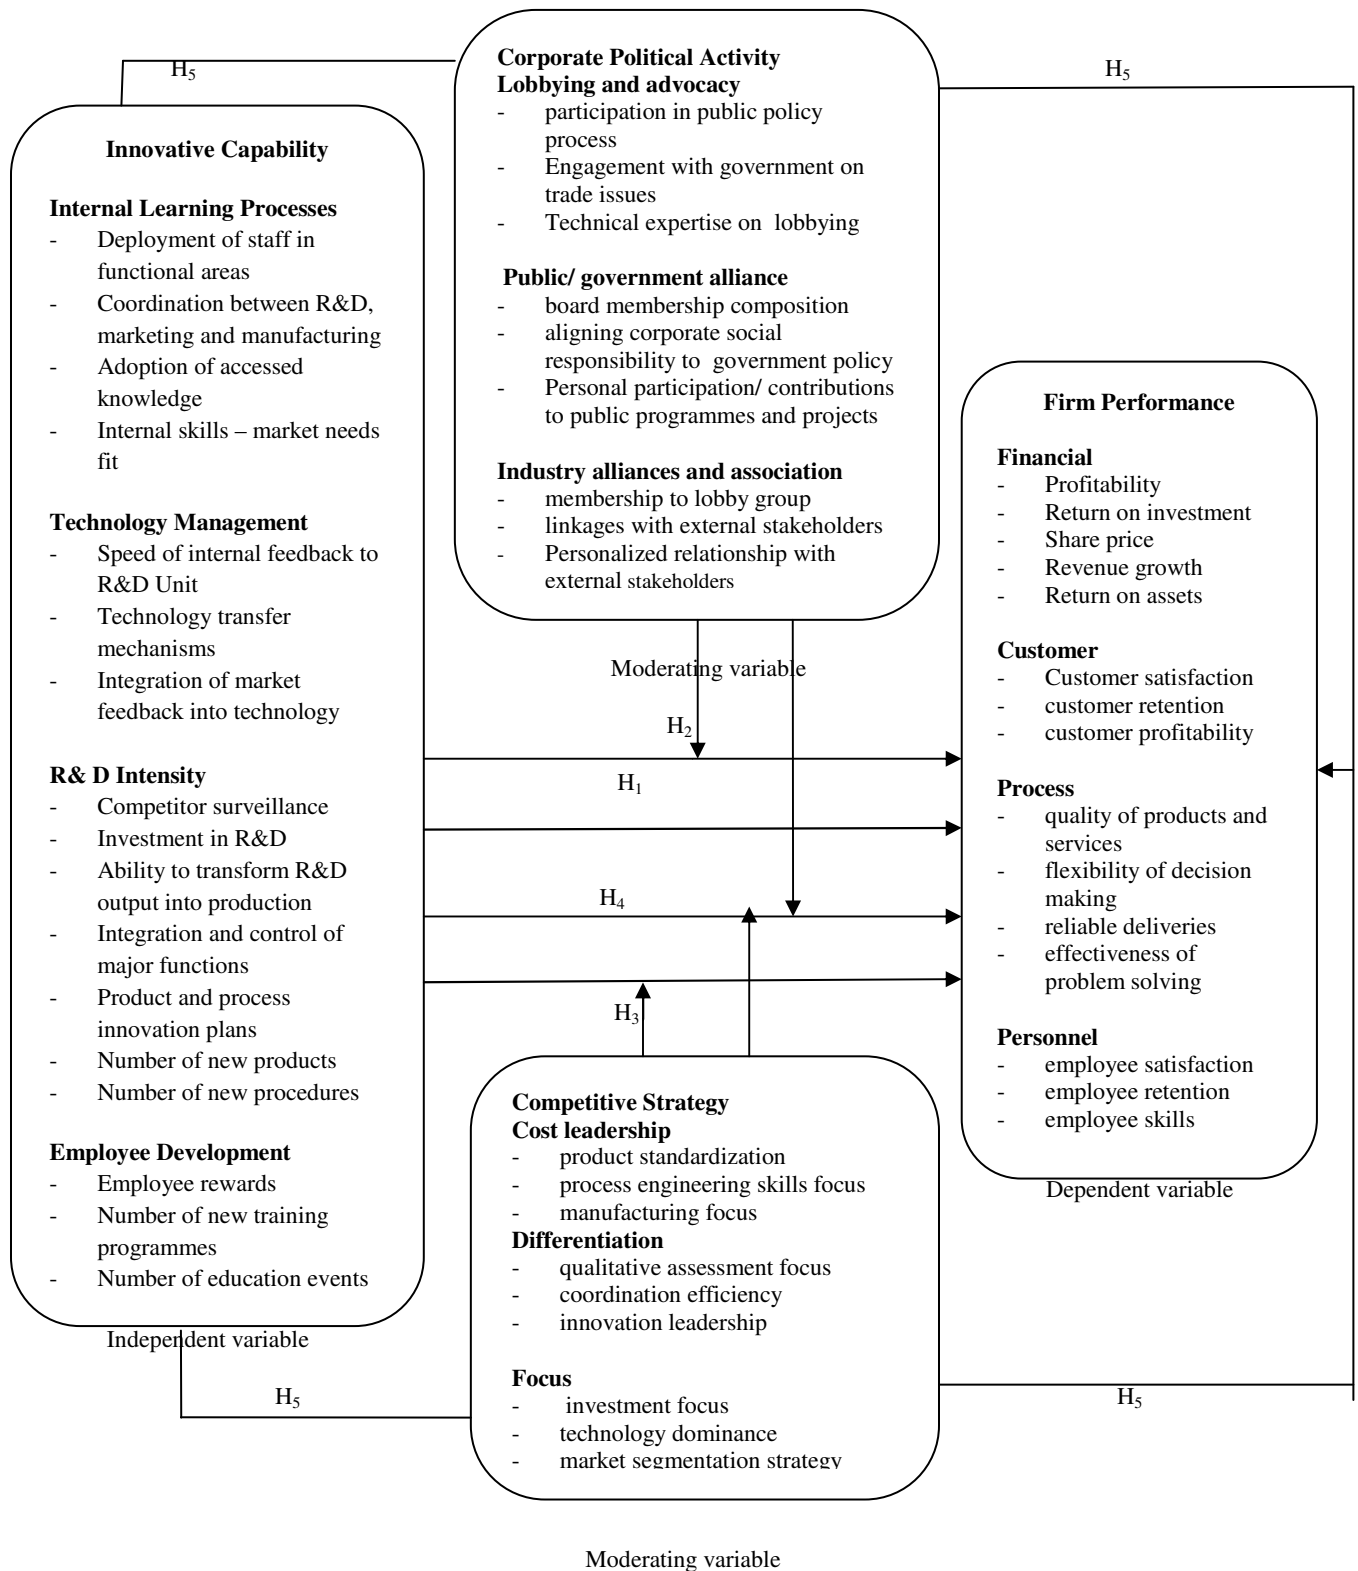 H5
Innovative Capability
Internal Learning Processes
- Deployment of staff in
functional areas
- Coordination between R&D,
marketing and manufacturing
- Adoption of accessed
knowledge
- Internal skills – market needs
fit
Technology Management
- Speed of internal feedback to
R&D Unit
- Technology transfer
mechanisms
- Integration of market
feedback into technology
R& D Intensity
- Competitor surveillance
- Investment in R&D
- Ability to transform R&D
output into production
- Integration and control of
major functions
- Product and process
innovation plans
- Number of new products
- Number of new procedures
Employee Development
- Employee rewards
- Number of new training
programmes
- Number of education events
Independent variable
H5
Corporate Political Activity
Lobbying and advocacy
- participation in public policy
process
- Engagement with government on
trade issues
- Technical expertise on lobbying
Public/ government alliance
- board membership composition
- aligning corporate social
responsibility to government policy
- Personal participation/ contributions
to public programmes and projects
Industry alliances and association
- membership to lobby group
- linkages with external stakeholders
- Personalized relationship with
external stakeholders
Moderating variable
H2
H1
H4
H3
Competitive Strategy
Cost leadership
- product standardization
- process engineering skills focus
- manufacturing focus
Differentiation
- qualitative assessment focus
- coordination efficiency
- innovation leadership
Focus
- investment focus
- technology dominance
- market segmentation strategy
Moderating variable
H5
Firm Performance
Financial
- Profitability
- Return on investment
- Share price
- Revenue growth
- Return on assets
Customer
- Customer satisfaction
- customer retention
- customer profitability
Process
- quality of products and
services
- flexibility of decision
making
- reliable deliveries
- effectiveness of
problem solving
Personnel
- employee satisfaction
- employee retention
- employee skills
Dependent variable
H5